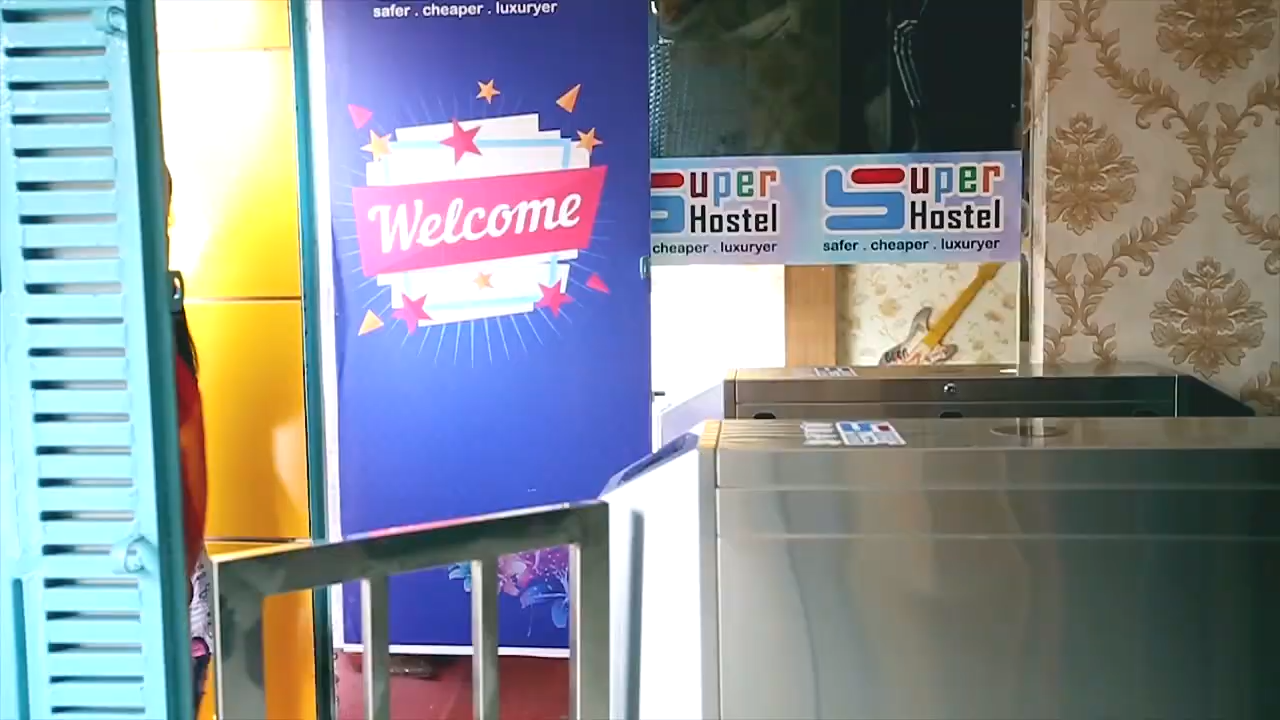 safer . cheaper . luxuryer
Welcome
Super
Hostel
cheaper . luxuryer
Super
Hostel
safer . cheaper . luxuryer